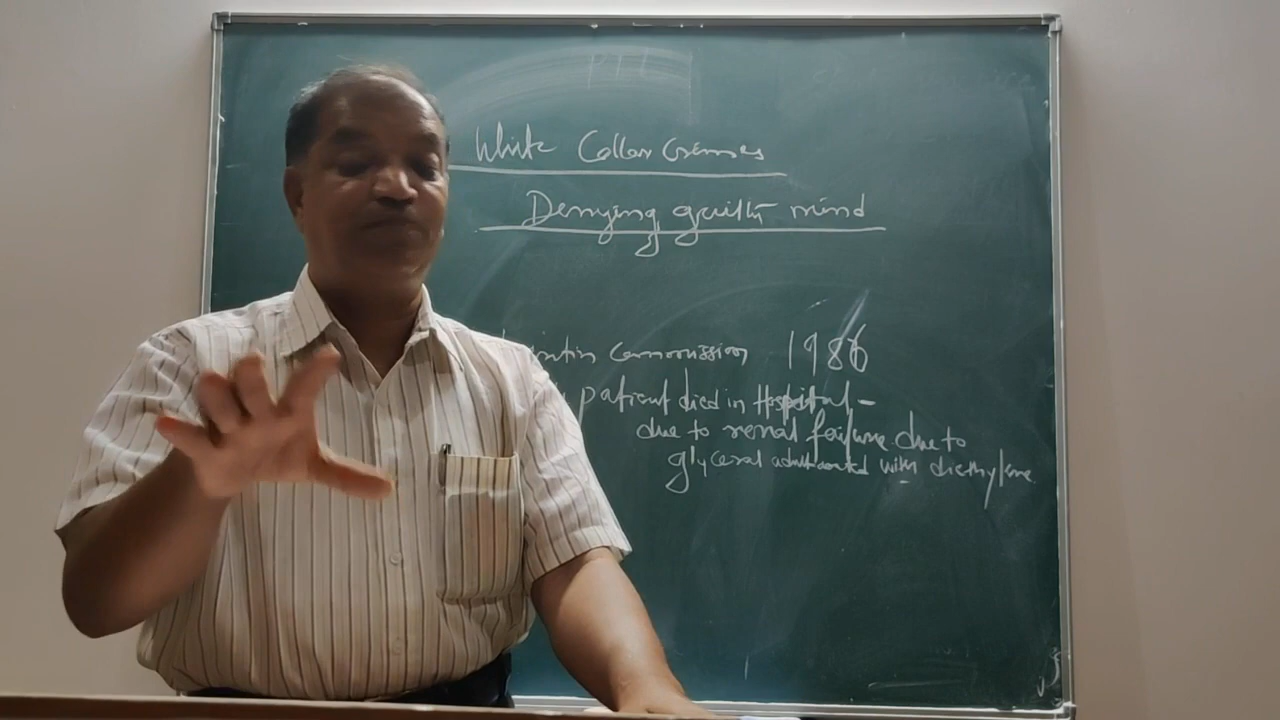 White Collar Crimes
Denying guilty mind
Commission 1986
patient died in Hospital -
due to renal failure due to
glycerol adulterated with diethylene